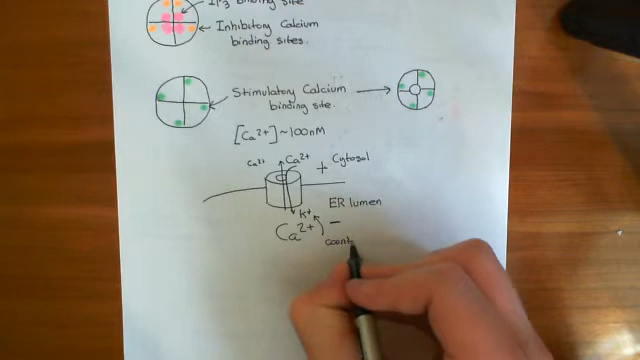 IP3 binding site
Inhibitory Calcium
binding sites.
Stimulatory Calcium
binding site.
[Ca²⁺]~100nM
Ca²⁺
Ca²⁺
+
Cytosol
ER lumen
K⁺
−
Ca²⁺
count